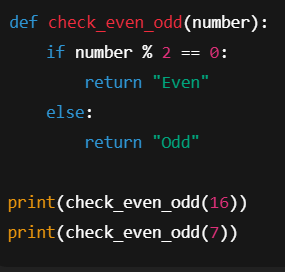 def check_even_odd(number):
    if number % 2 == 0:
        return "Even"
    else:
        return "Odd"

print(check_even_odd(16))
print(check_even_odd(7))